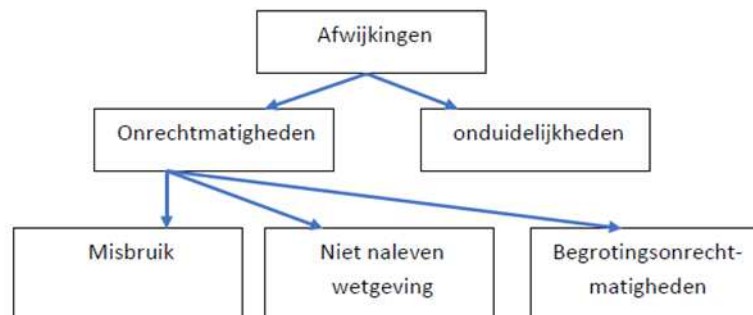 Afwijkingen
Onrechtmatigheden
onduidelijkheden
Misbruik
Niet naleven
wetgeving
Begrotingsonrecht-
matigheden